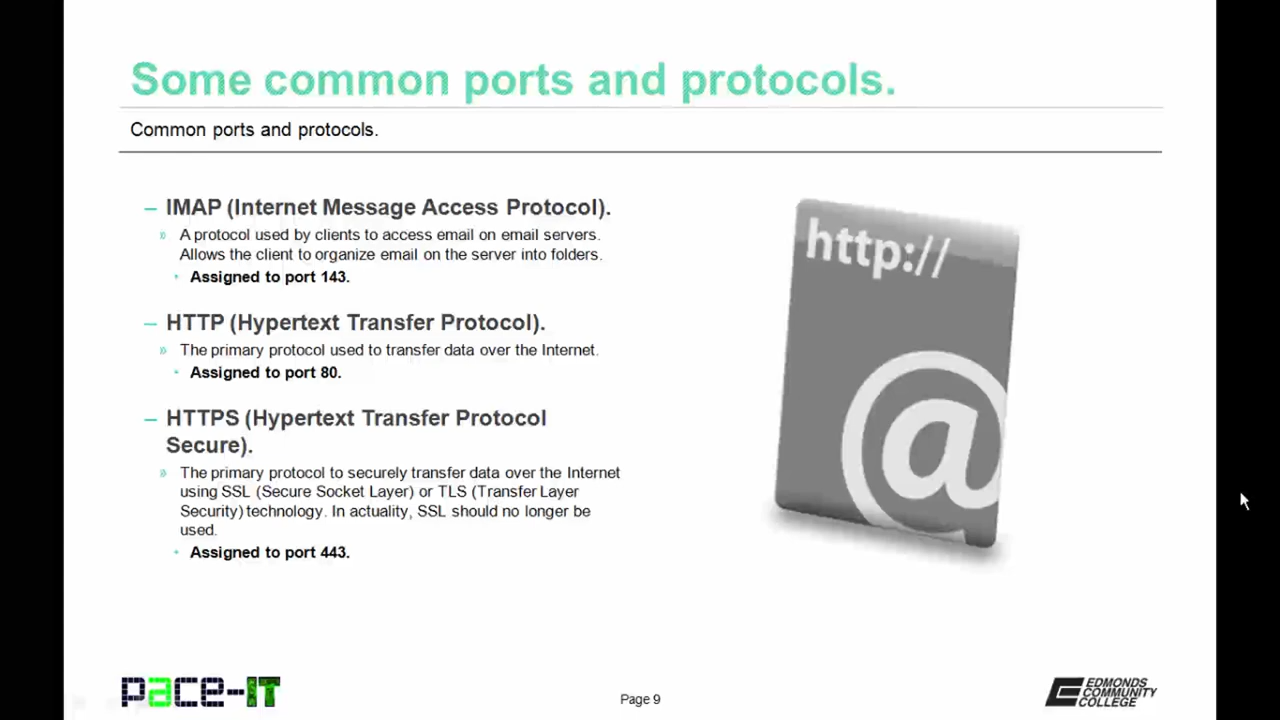 Some common ports and protocols.
Common ports and protocols.
– IMAP (Internet Message Access Protocol).
» A protocol used by clients to access email on email servers.
Allows the client to organize email on the server into folders.
• Assigned to port 143.
– HTTP (Hypertext Transfer Protocol).
» The primary protocol used to transfer data over the Internet.
• Assigned to port 80.
– HTTPS (Hypertext Transfer Protocol
Secure).
» The primary protocol to securely transfer data over the Internet
using SSL (Secure Socket Layer) or TLS (Transfer Layer
Security) technology. In actuality, SSL should no longer be
used.
• Assigned to port 443.
http://
@
pace-IT
Page 9
EDMONDS
COMMUNITY
COLLEGE